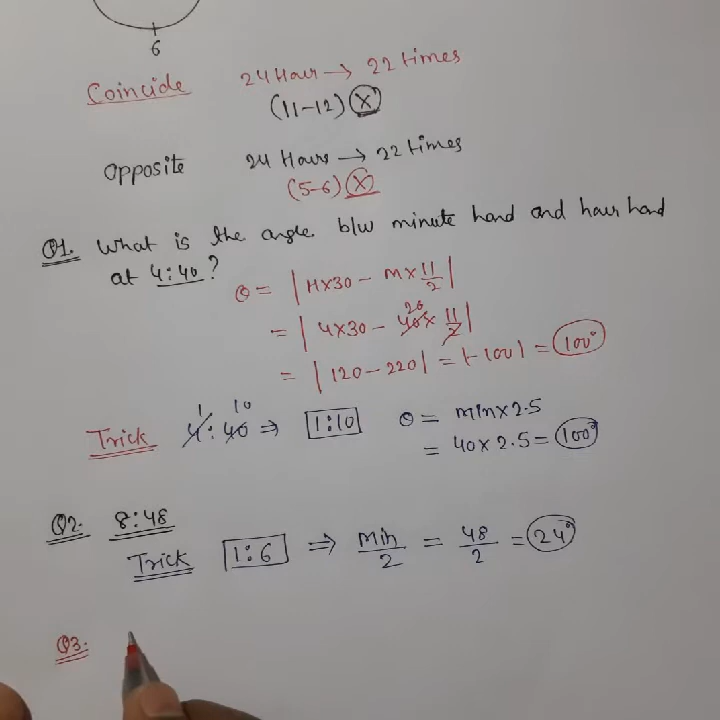 6
Coincide 24 Hour → 22 times
(11-12) (X)
Opposite 24 Hours → 22 times
(5-6) (X)
Q1. What is the angle b/w minute hand and hour hand
at 4:40?
θ = |H×30 - M×11/2|
= |4×30 - 40× 11/2| 20
= |120-220| = |-100| = 100°
Trick 4:40 ⇒ 1:10 θ = Min×2.5
1 10
= 40×2.5 = 100°
Q2. 8:48
Trick 1:6 ⇒ Min/2 = 48/2 = 24°
Q3.